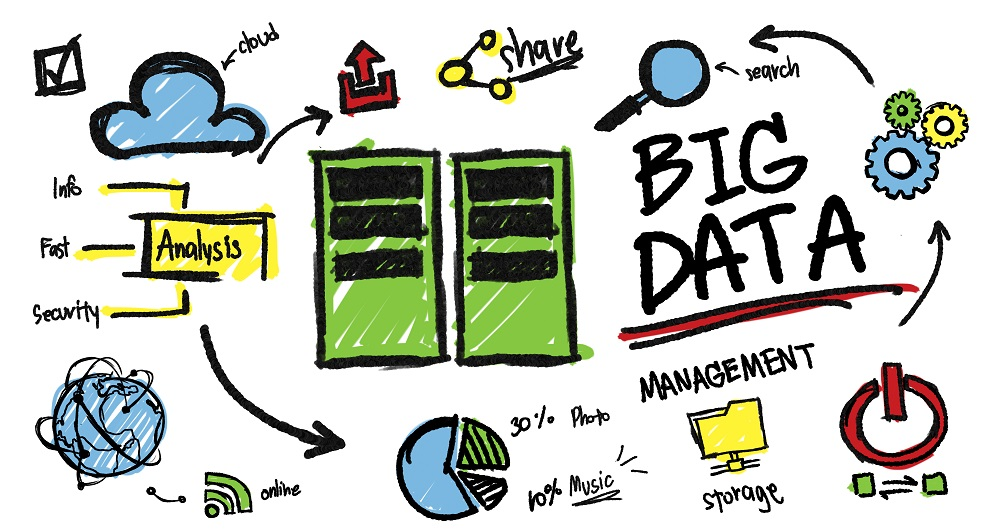 cloud
share
search
BIG
DATA
Info
Fast
Analysis
Security
MANAGEMENT
30% Photo
10% Music
online
storage